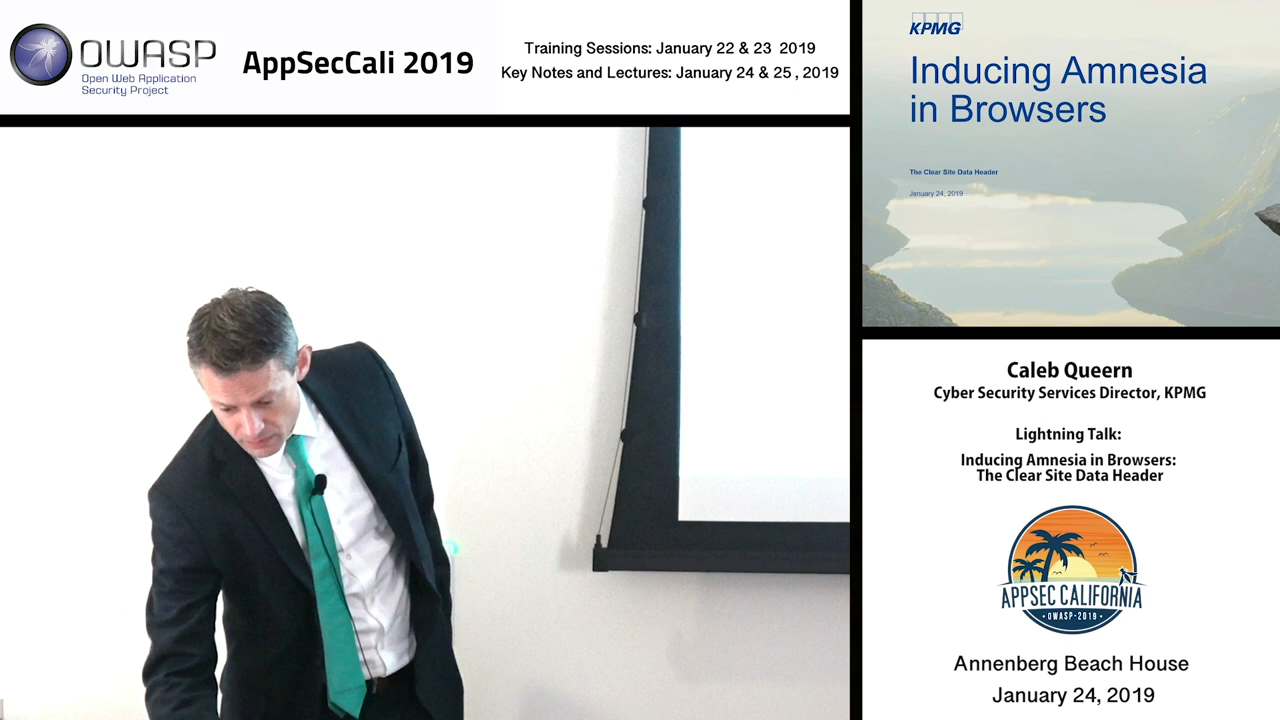 OWASP
Open Web Application
Security Project
AppSecCali 2019
Training Sessions: January 22 & 23 2019
Key Notes and Lectures: January 24 & 25 , 2019
KPMG
Inducing Amnesia
in Browsers
The Clear Site Data Header
January 24, 2019
Caleb Queern
Cyber Security Services Director, KPMG
Lightning Talk:
Inducing Amnesia in Browsers:
The Clear Site Data Header
APPSEC CALIFORNIA
OWASP-2019
Annenberg Beach House
January 24, 2019